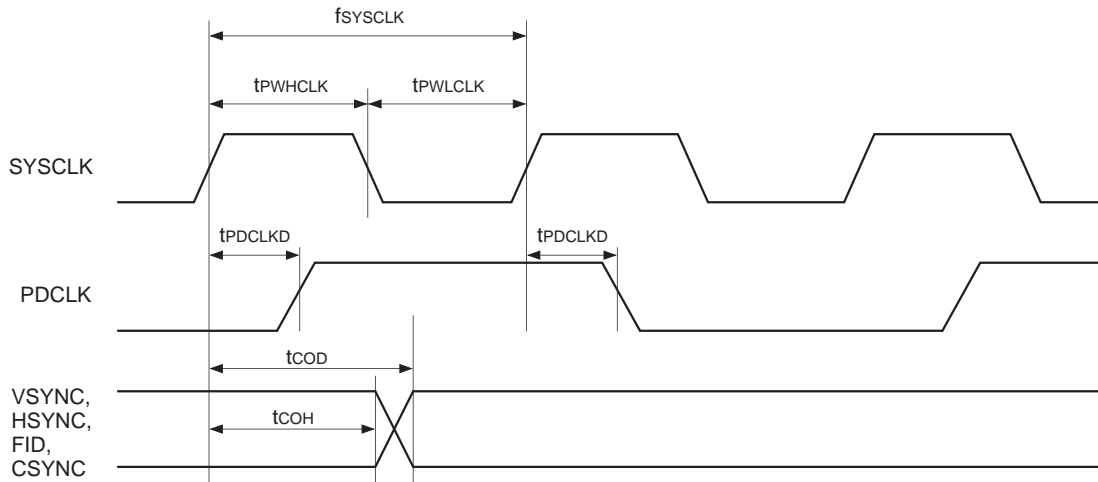 fSYSCLK
tPWHCLK
tPWLCLK
SYSCLK
tPDCLKD
tPDCLKD
PDCLK
tCOD
VSYNC,
HSYNC,
FID,
CSYNC
tCOH